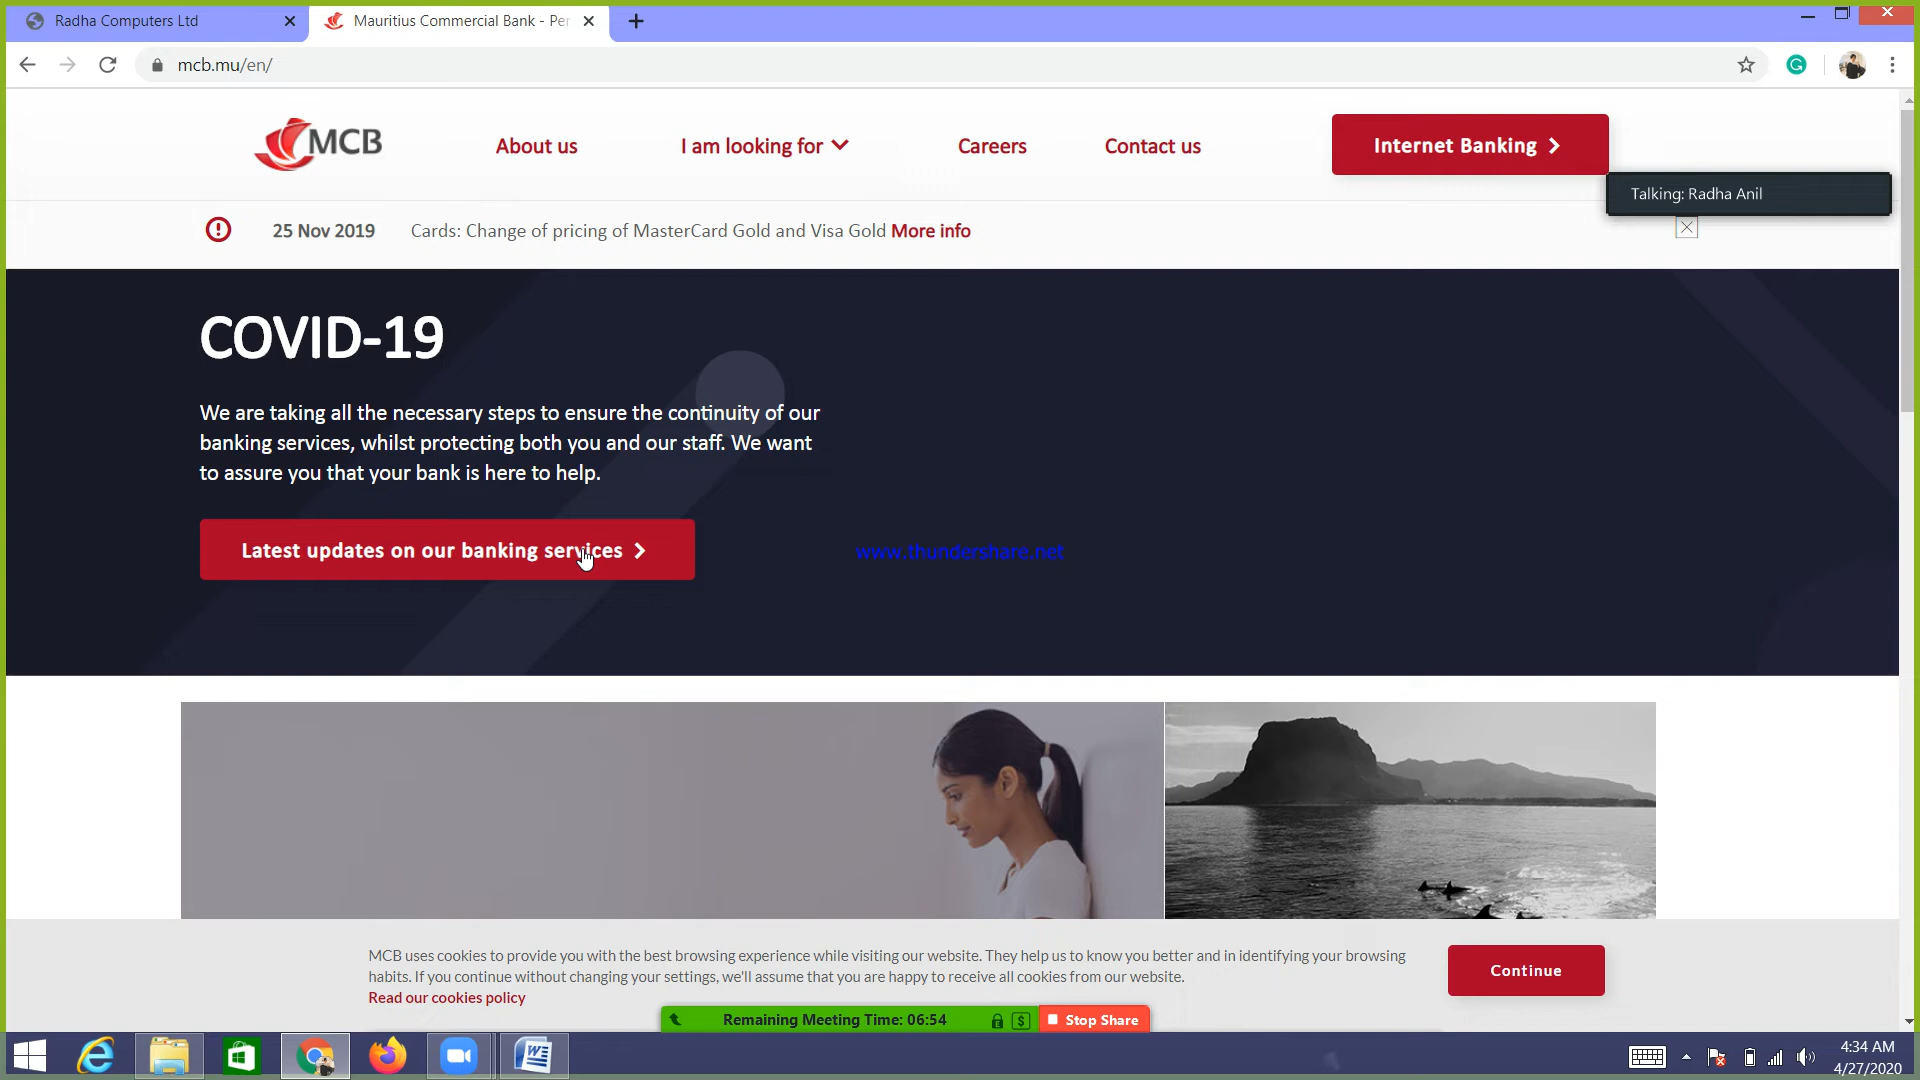 Radha Computers Ltd
Mauritius Commercial Bank - Per
mcb.mu/en/
MCB
About us
I am looking for
Careers
Contact us
Internet Banking
Talking: Radha Anil
25 Nov 2019
Cards: Change of pricing of MasterCard Gold and Visa Gold More info
COVID-19
We are taking all the necessary steps to ensure the continuity of our
banking services, whilst protecting both you and our staff. We want
to assure you that your bank is here to help.
Latest updates on our banking services
www.thundershare.net
MCB uses cookies to provide you with the best browsing experience while visiting our website. They help us to know you better and in identifying your browsing
habits. If you continue without changing your settings, we'll assume that you are happy to receive all cookies from our website.
Read our cookies policy
Continue
Remaining Meeting Time: 06:54
Stop Share
4:34 AM
4/27/2020